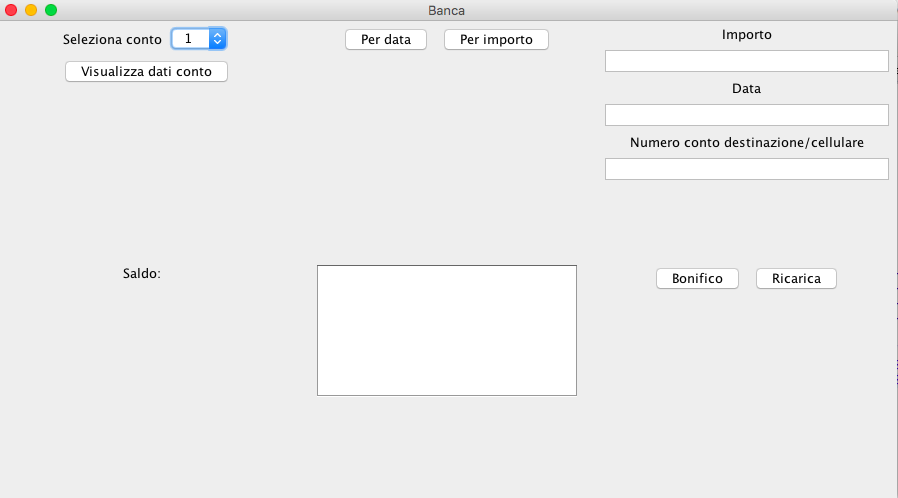 Banca
Seleziona conto 1
Visualizza dati conto
Per data Per importo
Importo
Data
Numero conto destinazione/cellulare
Saldo:
Bonifico Ricarica